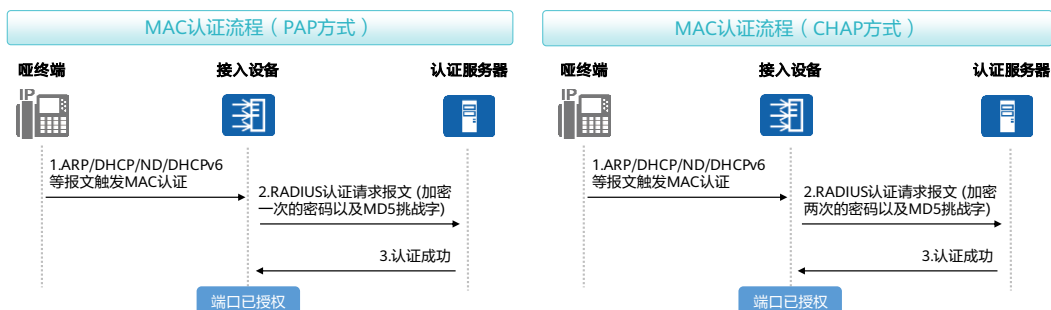 MAC认证流程（PAP方式）
哑终端
接入设备
认证服务器
IP
1.ARP/DHCP/ND/DHCPv6
等报文触发MAC认证
2.RADIUS认证请求报文 (加密
一次的密码以及MD5挑战字)
3.认证成功
端口已授权
MAC认证流程（CHAP方式）
哑终端
接入设备
认证服务器
IP
1.ARP/DHCP/ND/DHCPv6
等报文触发MAC认证
2.RADIUS认证请求报文 (加密
两次的密码以及MD5挑战字)
3.认证成功
端口已授权